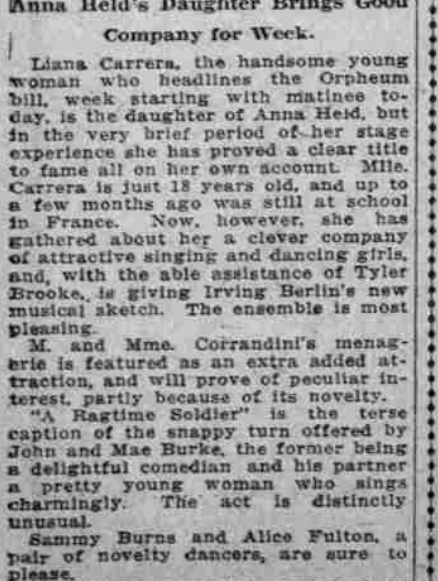 Anna Held's Daughter Brings Good
Company for Week.
Liana Carrera, the handsome young
woman who headlines the Orpheum
bill, week starting with matinee to-
day, is the daughter of Anna Held, but
in the very brief period of her stage
experience she has proved a clear title
to fame all on her own account. Mlle.
Carrera is just 18 years old, and up to
a few months ago was still at school
in France. Now, however, she has
gathered about her a clever company
of attractive singing and dancing girls,
and, with the able assistance of Tyler
Brooke, is giving Irving Berlin's new
musical sketch. The ensemble is most
pleasing.
M. and Mme. Corrandini's menag-
erie is featured as an extra added at-
traction, and will prove of peculiar in-
terest, partly because of its novelty.
"A Ragtime Soldier" is the terse
caption of the snappy turn offered by
John and Mae Burke, the former being
a delightful comedian and his partner
a pretty young woman who sings
charmingly. The act is distinctly
unusual.
Sammy Burns and Alice Fulton, a
pair of novelty dancers, are sure to
please.